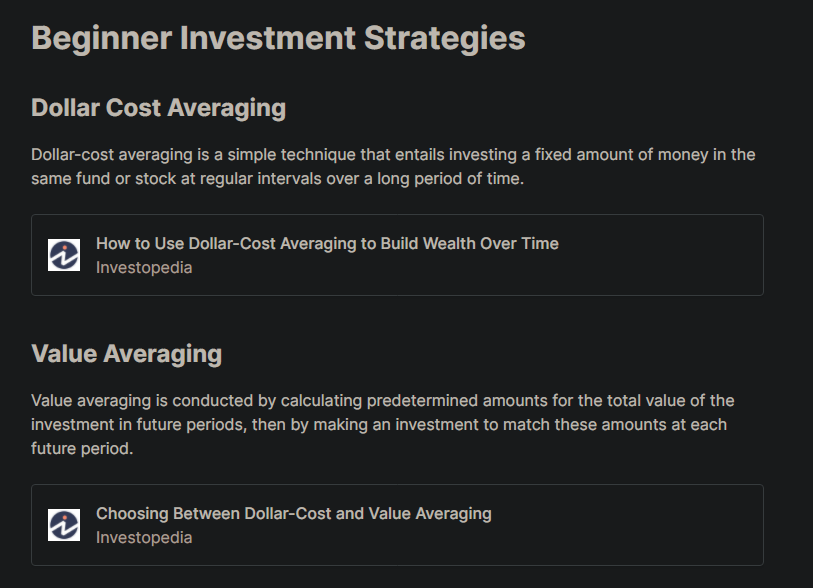 Beginner Investment Strategies
Dollar Cost Averaging
Dollar-cost averaging is a simple technique that entails investing a fixed amount of money in the
same fund or stock at regular intervals over a long period of time.
How to Use Dollar-Cost Averaging to Build Wealth Over Time
Investopedia
Value Averaging
Value averaging is conducted by calculating predetermined amounts for the total value of the
investment in future periods, then by making an investment to match these amounts at each
future period.
Choosing Between Dollar-Cost and Value Averaging
Investopedia